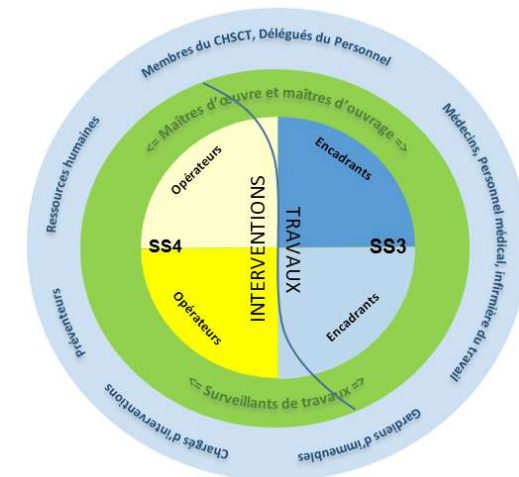 Membres du CHSCT, Délégués du Personnel
Médecins, Personnel médical, infirmière du travail
Gardiens d'immeubles
Chargés d'interventions
Préventeurs
Ressources humaines
<= Maîtres d'œuvre et maîtres d'ouvrage =>
<= Surveillants de travaux =>
Opérateurs
Encadrants
SS4
INTERVENTIONS
TRAVAUX
SS3
Opérateurs
Encadrants